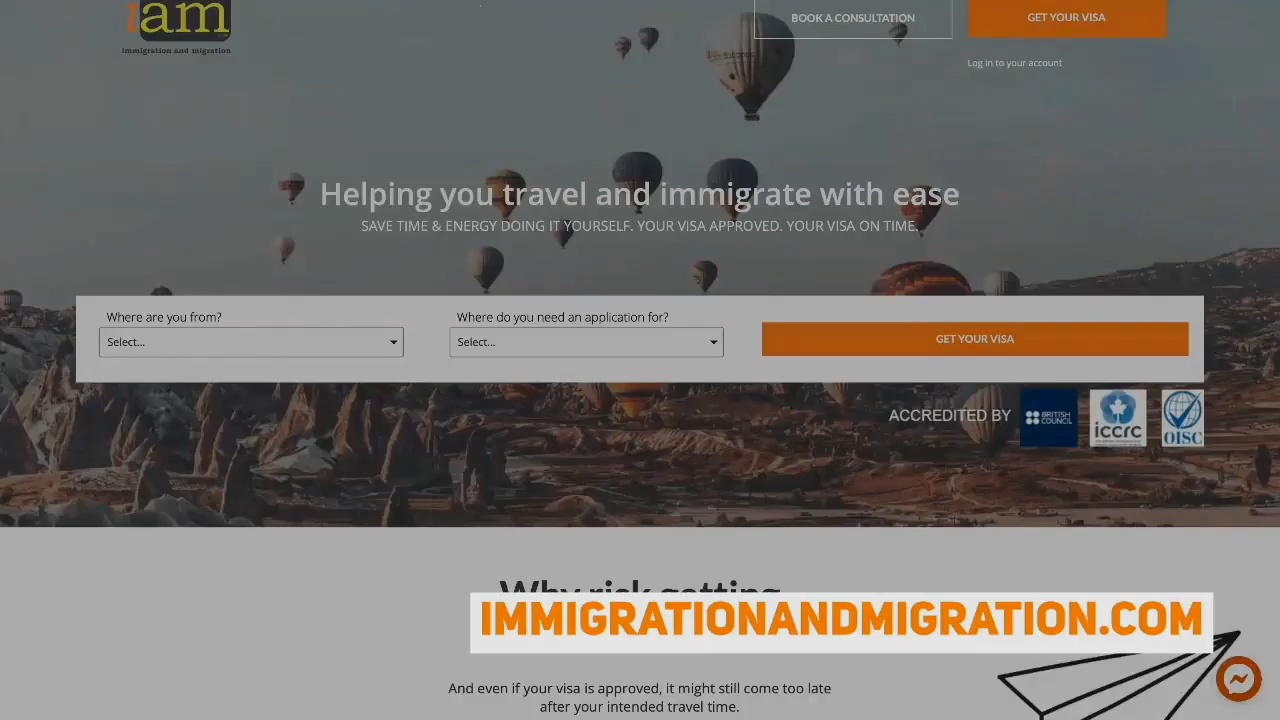 iam
immigration and migration
BOOK A CONSULTATION
GET YOUR VISA
Log in to your account
Helping you travel and immigrate with ease
SAVE TIME & ENERGY DOING IT YOURSELF. YOUR VISA APPROVED. YOUR VISA ON TIME.
Where are you from?
Where do you need an application for?
Select...
Select...
GET YOUR VISA
ACCREDITED BY
BRITISH
COUNCIL
iccrc
OISC
Why risk getting
IMMIGRATIONANDMIGRATION.COM
And even if your visa is approved, it might still come too late
after your intended travel time.